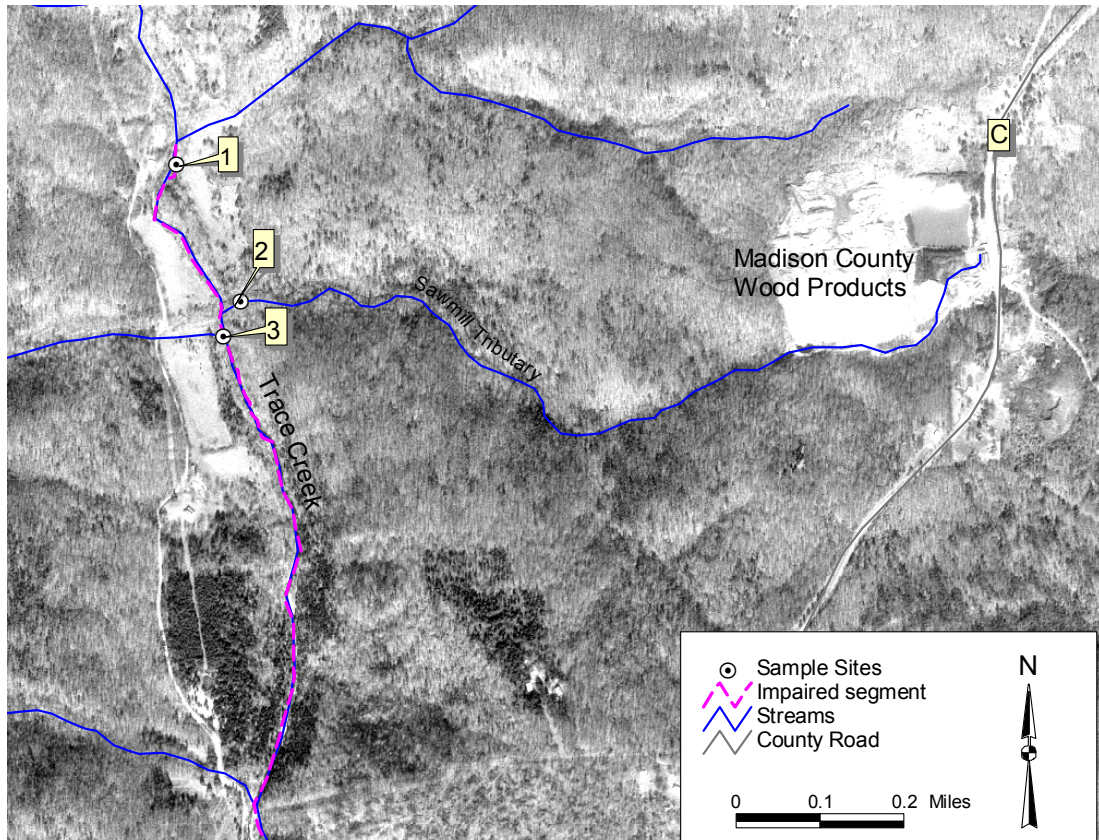 1
C
2
Madison County
Wood Products
Sawmill Tributary
3
Trace Creek
Sample Sites
Impaired segment
Streams
County Road
N
0 0.1 0.2 Miles